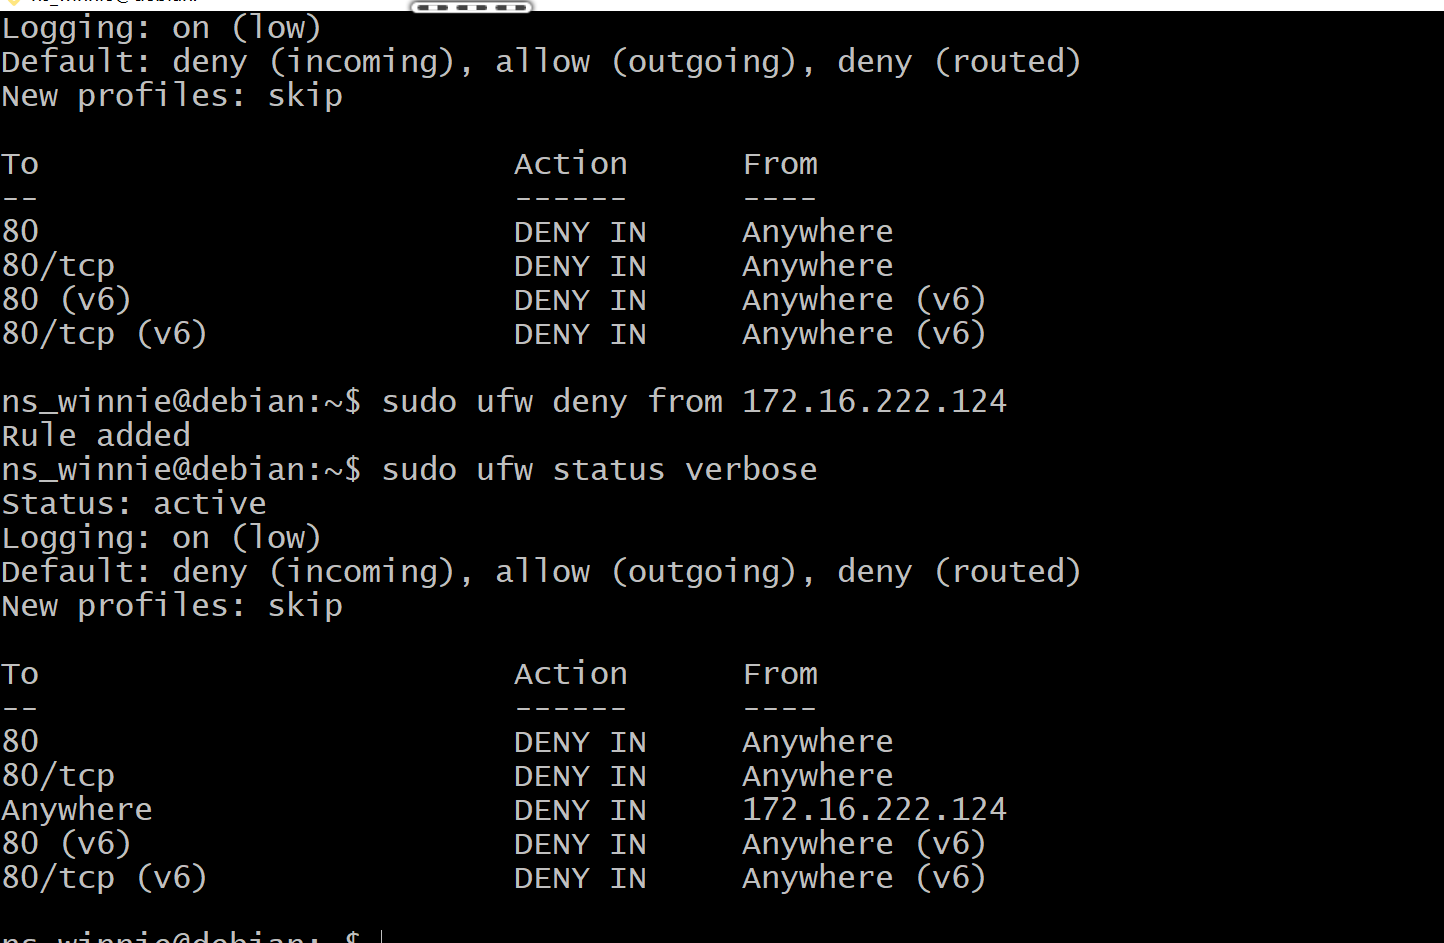 Logging: on (low)
Default: deny (incoming), allow (outgoing), deny (routed)
New profiles: skip
To Action From
-- ------ ----
80 DENY IN Anywhere
80/tcp DENY IN Anywhere
80 (v6) DENY IN Anywhere (v6)
80/tcp (v6) DENY IN Anywhere (v6)
ns_winnie@debian:~$ sudo ufw deny from 172.16.222.124
Rule added
ns_winnie@debian:~$ sudo ufw status verbose
Status: active
Logging: on (low)
Default: deny (incoming), allow (outgoing), deny (routed)
New profiles: skip
To Action From
-- ------ ----
80 DENY IN Anywhere
80/tcp DENY IN Anywhere
Anywhere DENY IN 172.16.222.124
80 (v6) DENY IN Anywhere (v6)
80/tcp (v6) DENY IN Anywhere (v6)
ns_winnie@debian:~$